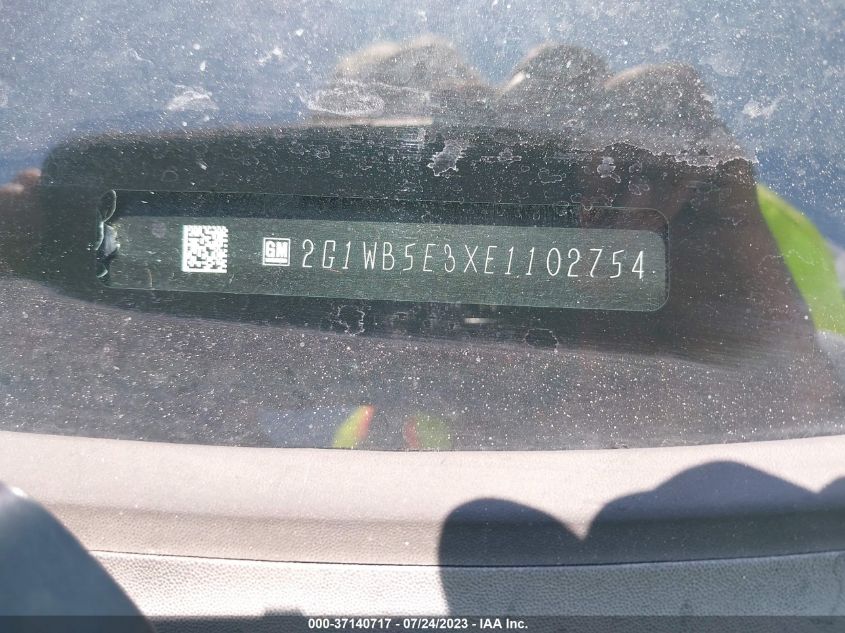 GM 2G1WB5E3XE1102754
000-37140717 / 07/24/2023 - IAA Inc.